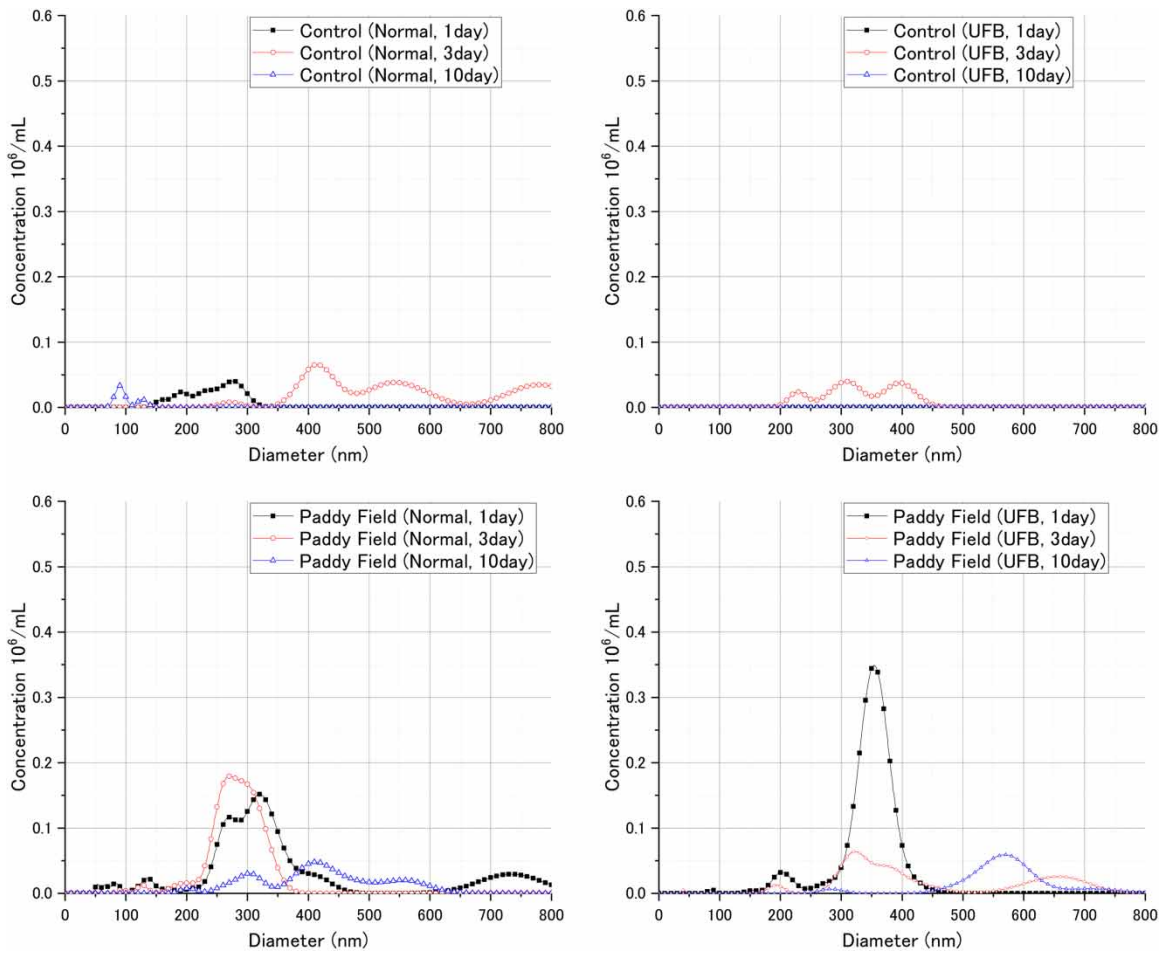 0.6
0.5
0.4
0.3
0.2
0.1
0.0
Concentration 10⁶/mL
Control (Normal, 1day)
Control (Normal, 3day)
Control (Normal, 10day)
0 100 200 300 400 500 600 700 800
Diameter (nm)
0.6
0.5
0.4
0.3
0.2
0.1
0.0
Concentration 10⁶/mL
Control (UFB, 1day)
Control (UFB, 3day)
Control (UFB, 10day)
0 100 200 300 400 500 600 700 800
Diameter (nm)
0.6
0.5
0.4
0.3
0.2
0.1
0.0
Concentration 10⁶/mL
Paddy Field (Normal, 1day)
Paddy Field (Normal, 3day)
Paddy Field (Normal, 10day)
0 100 200 300 400 500 600 700 800
Diameter (nm)
0.6
0.5
0.4
0.3
0.2
0.1
0.0
Concentration 10⁶/mL
Paddy Field (UFB, 1day)
Paddy Field (UFB, 3day)
Paddy Field (UFB, 10day)
0 100 200 300 400 500 600 700 800
Diameter (nm)